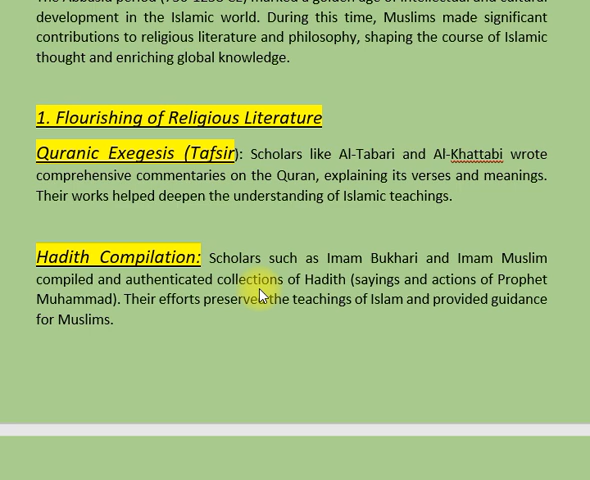 development in the Islamic world. During this time, Muslims made significant
contributions to religious literature and philosophy, shaping the course of Islamic
thought and enriching global knowledge.
1. Flourishing of Religious Literature
Quranic Exegesis (Tafsir): Scholars like Al-Tabari and Al-Khattabi wrote
comprehensive commentaries on the Quran, explaining its verses and meanings.
Their works helped deepen the understanding of Islamic teachings.
Hadith Compilation: Scholars such as Imam Bukhari and Imam Muslim
compiled and authenticated collections of Hadith (sayings and actions of Prophet
Muhammad). Their efforts preserved the teachings of Islam and provided guidance
for Muslims.